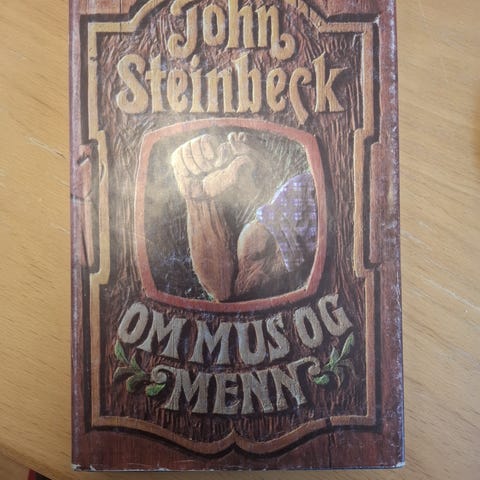 John
Steinbeck
OM MUS OG
MENN